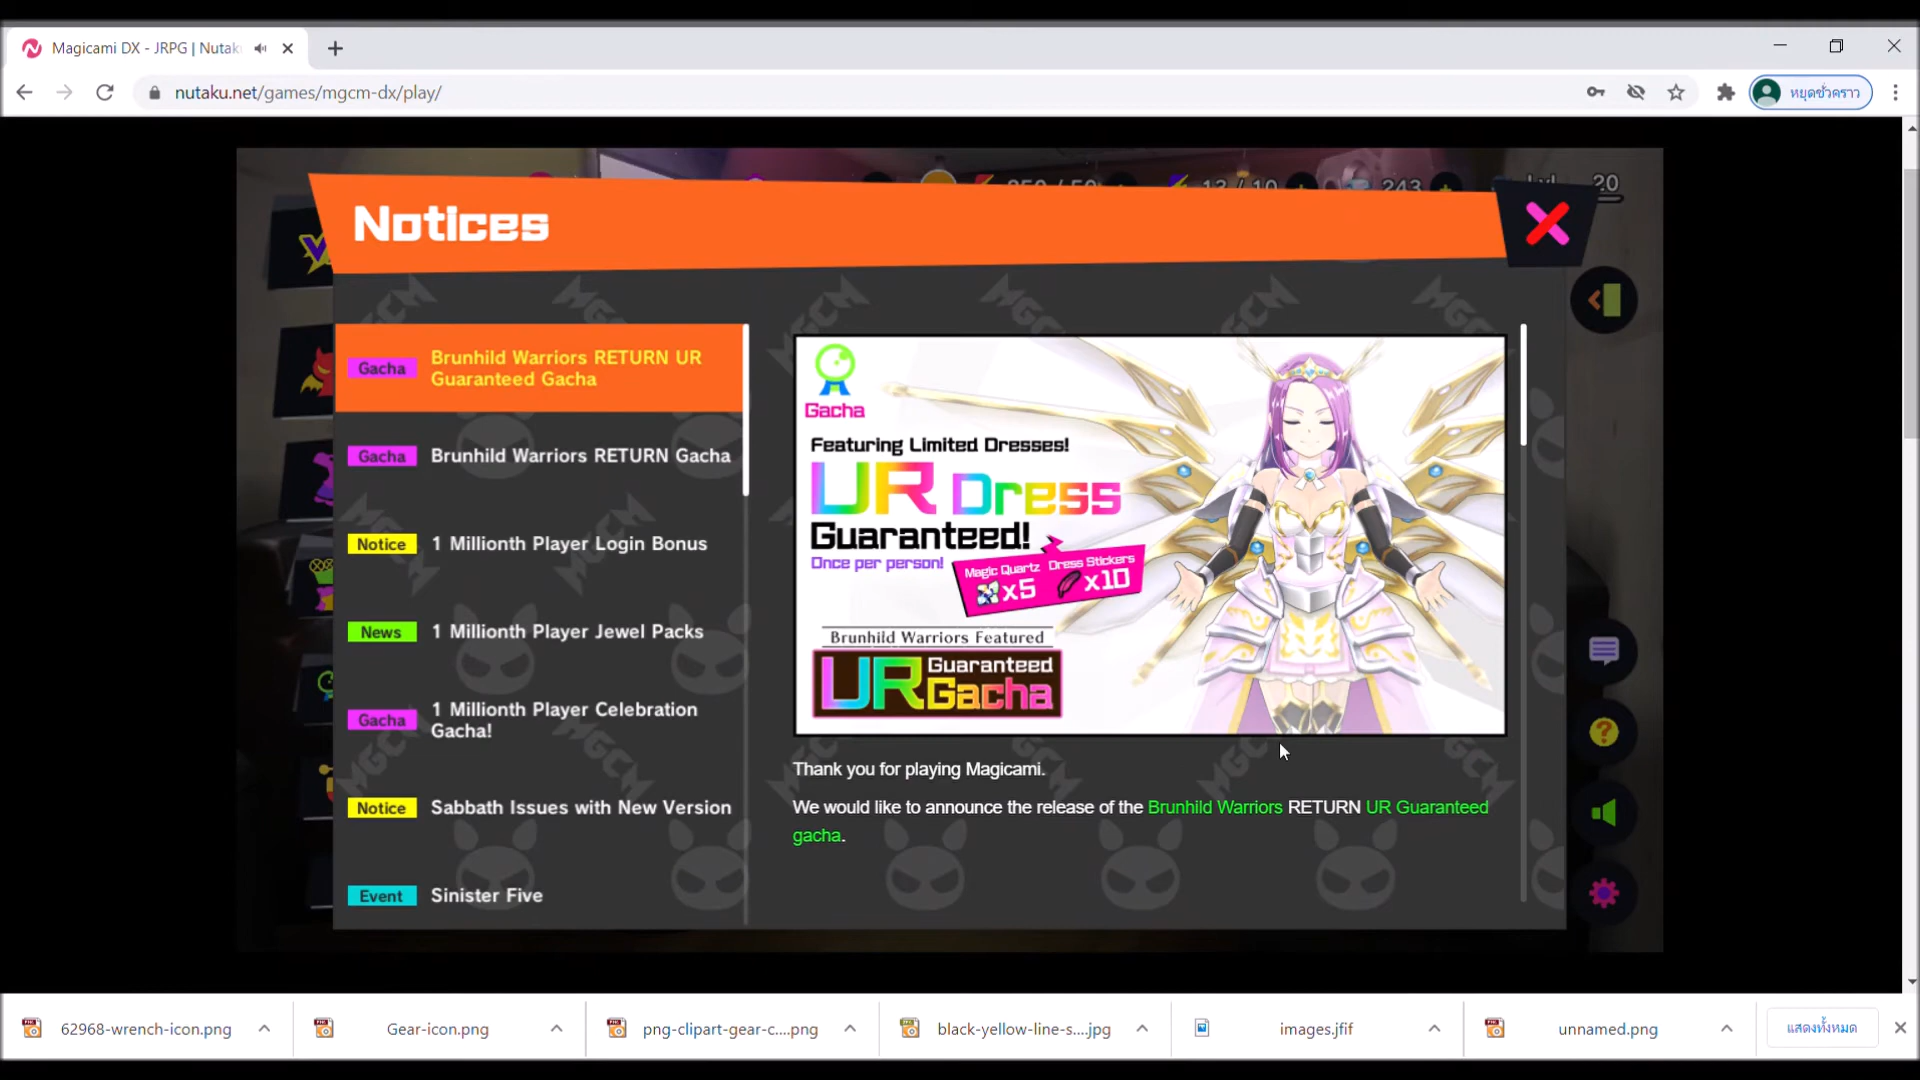 Magicami DX - JRPG | Nutak
nutaku.net/games/mgcm-dx/play/
หยุดชั่วคราว
243
Lvl 20
Notices
Gacha
Brunhild Warriors RETURN UR
Guaranteed Gacha
Gacha
Brunhild Warriors RETURN Gacha
Notice
1 Millionth Player Login Bonus
News
1 Millionth Player Jewel Packs
Gacha
1 Millionth Player Celebration
Gacha!
Notice
Sabbath Issues with New Version
Event
Sinister Five
Gacha
Featuring Limited Dresses!
UR Dress
Guaranteed!
Once per person!
Magic Quartz Dress Stickers
x5 x10
Brunhild Warriors Featured
UR Guaranteed
Gacha
Thank you for playing Magicami.
We would like to announce the release of the Brunhild Warriors RETURN UR Guaranteed
gacha.
MGCM
62968-wrench-icon.png
Gear-icon.png
png-clipart-gear-c....png
black-yellow-line-s....jpg
images.jfif
unnamed.png
แสดงทั้งหมด